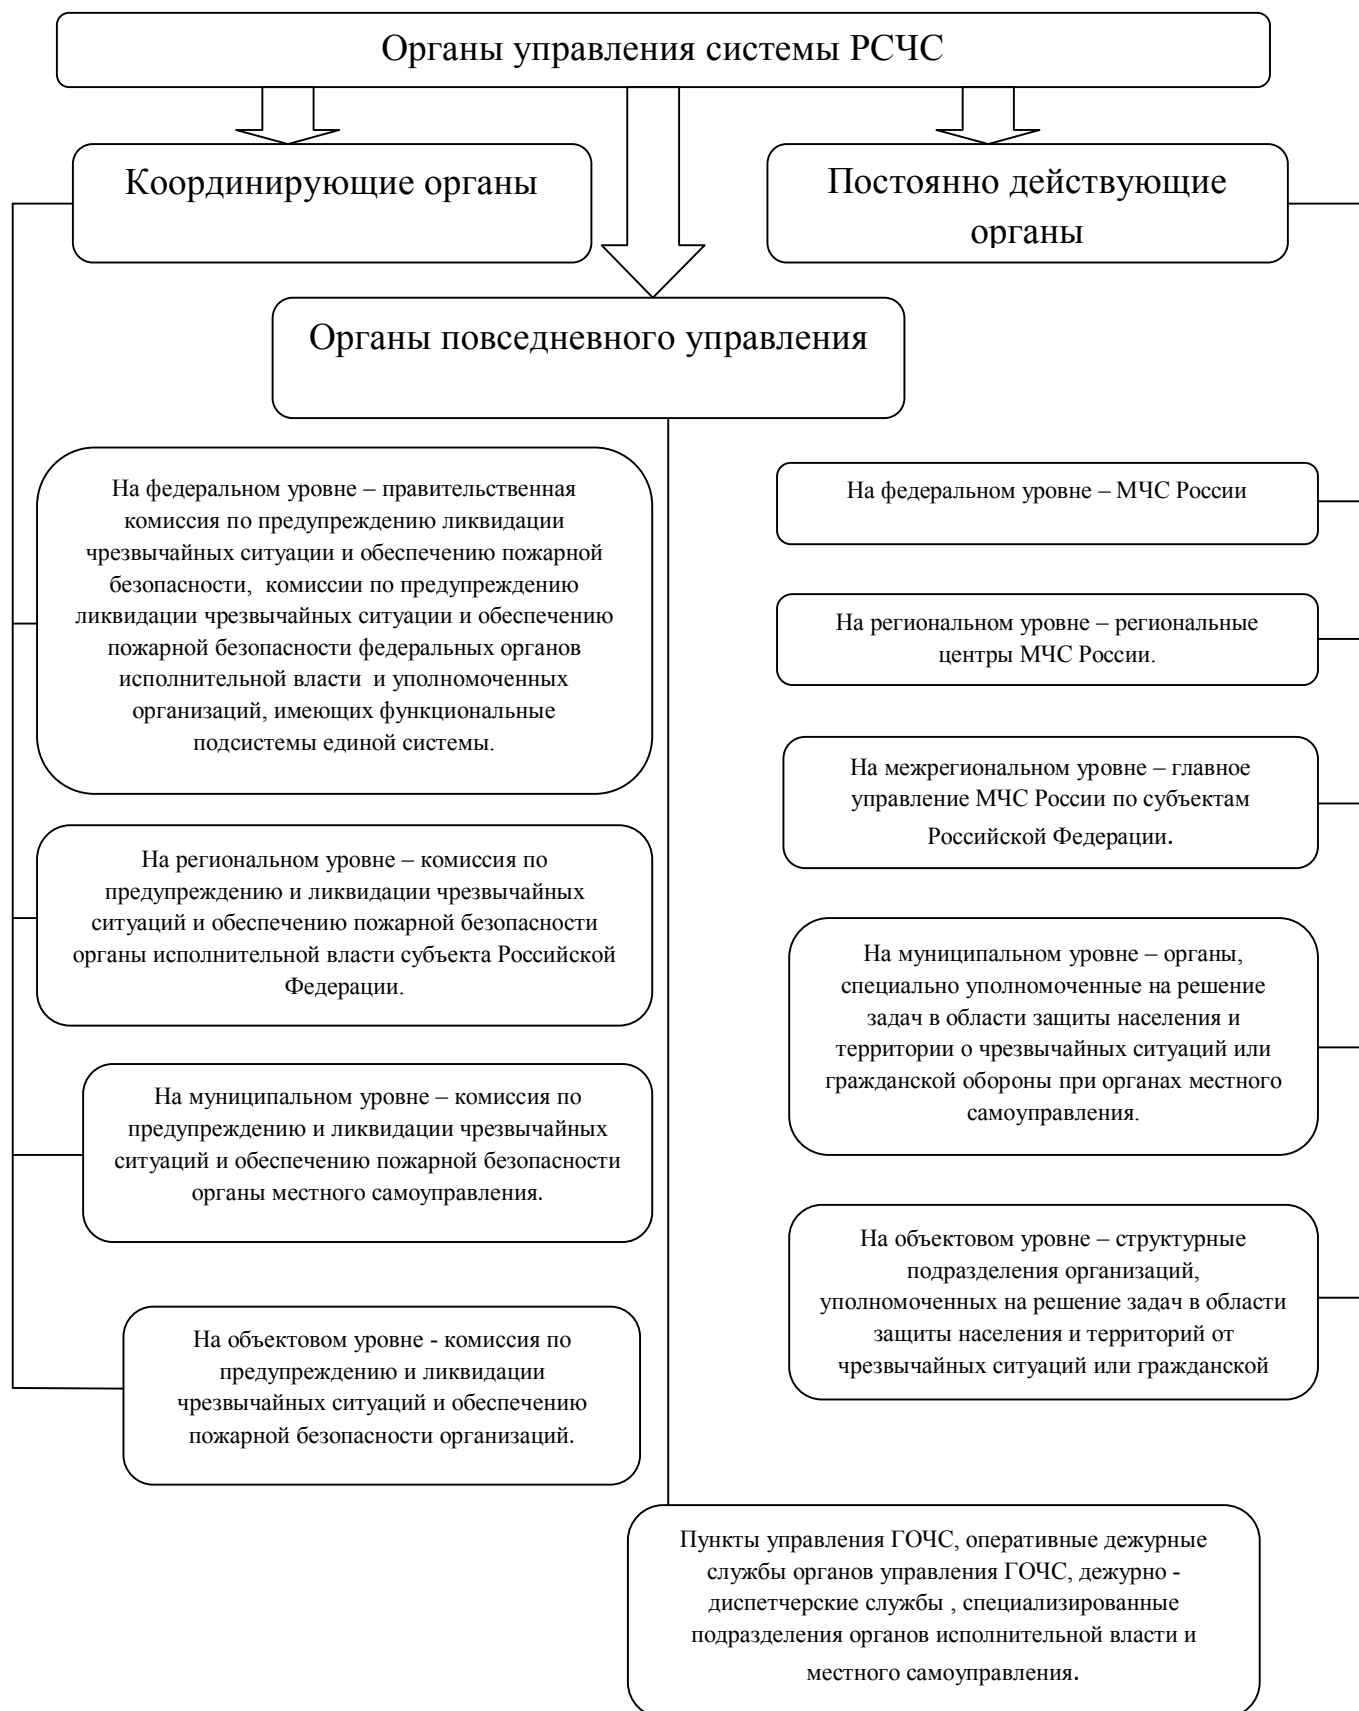 Органы управления системы РСЧС
Координирующие органы
Постоянно действующие
органы
Органы повседневного управления
На федеральном уровне – правительственная
комиссия по предупреждению ликвидации
чрезвычайных ситуации и обеспечению пожарной
безопасности, комиссии по предупреждению
ликвидации чрезвычайных ситуации и обеспечению
пожарной безопасности федеральных органов
исполнительной власти и уполномоченных
организаций, имеющих функциональные
подсистемы единой системы.
На региональном уровне – комиссия по
предупреждению и ликвидации чрезвычайных
ситуаций и обеспечению пожарной безопасности
органы исполнительной власти субъекта Российской
Федерации.
На муниципальном уровне – комиссия по
предупреждению и ликвидации чрезвычайных
ситуаций и обеспечению пожарной безопасности
органы местного самоуправления.
На объектовом уровне - комиссия по
предупреждению и ликвидации
чрезвычайных ситуаций и обеспечению
пожарной безопасности организаций.
На федеральном уровне – МЧС России
На региональном уровне – региональные
центры МЧС России.
На межрегиональном уровне – главное
управление МЧС России по субъектам
Российской Федерации.
На муниципальном уровне – органы,
специально уполномоченные на решение
задач в области защиты населения и
территории о чрезвычайных ситуаций или
гражданской обороны при органах местного
самоуправления.
На объектовом уровне – структурные
подразделения организаций,
уполномоченных на решение задач в области
защиты населения и территорий от
чрезвычайных ситуаций или гражданской
Пункты управления ГОЧС, оперативные дежурные
службы органов управления ГОЧС, дежурно -
диспетчерские службы , специализированные
подразделения органов исполнительной власти и
местного самоуправления.